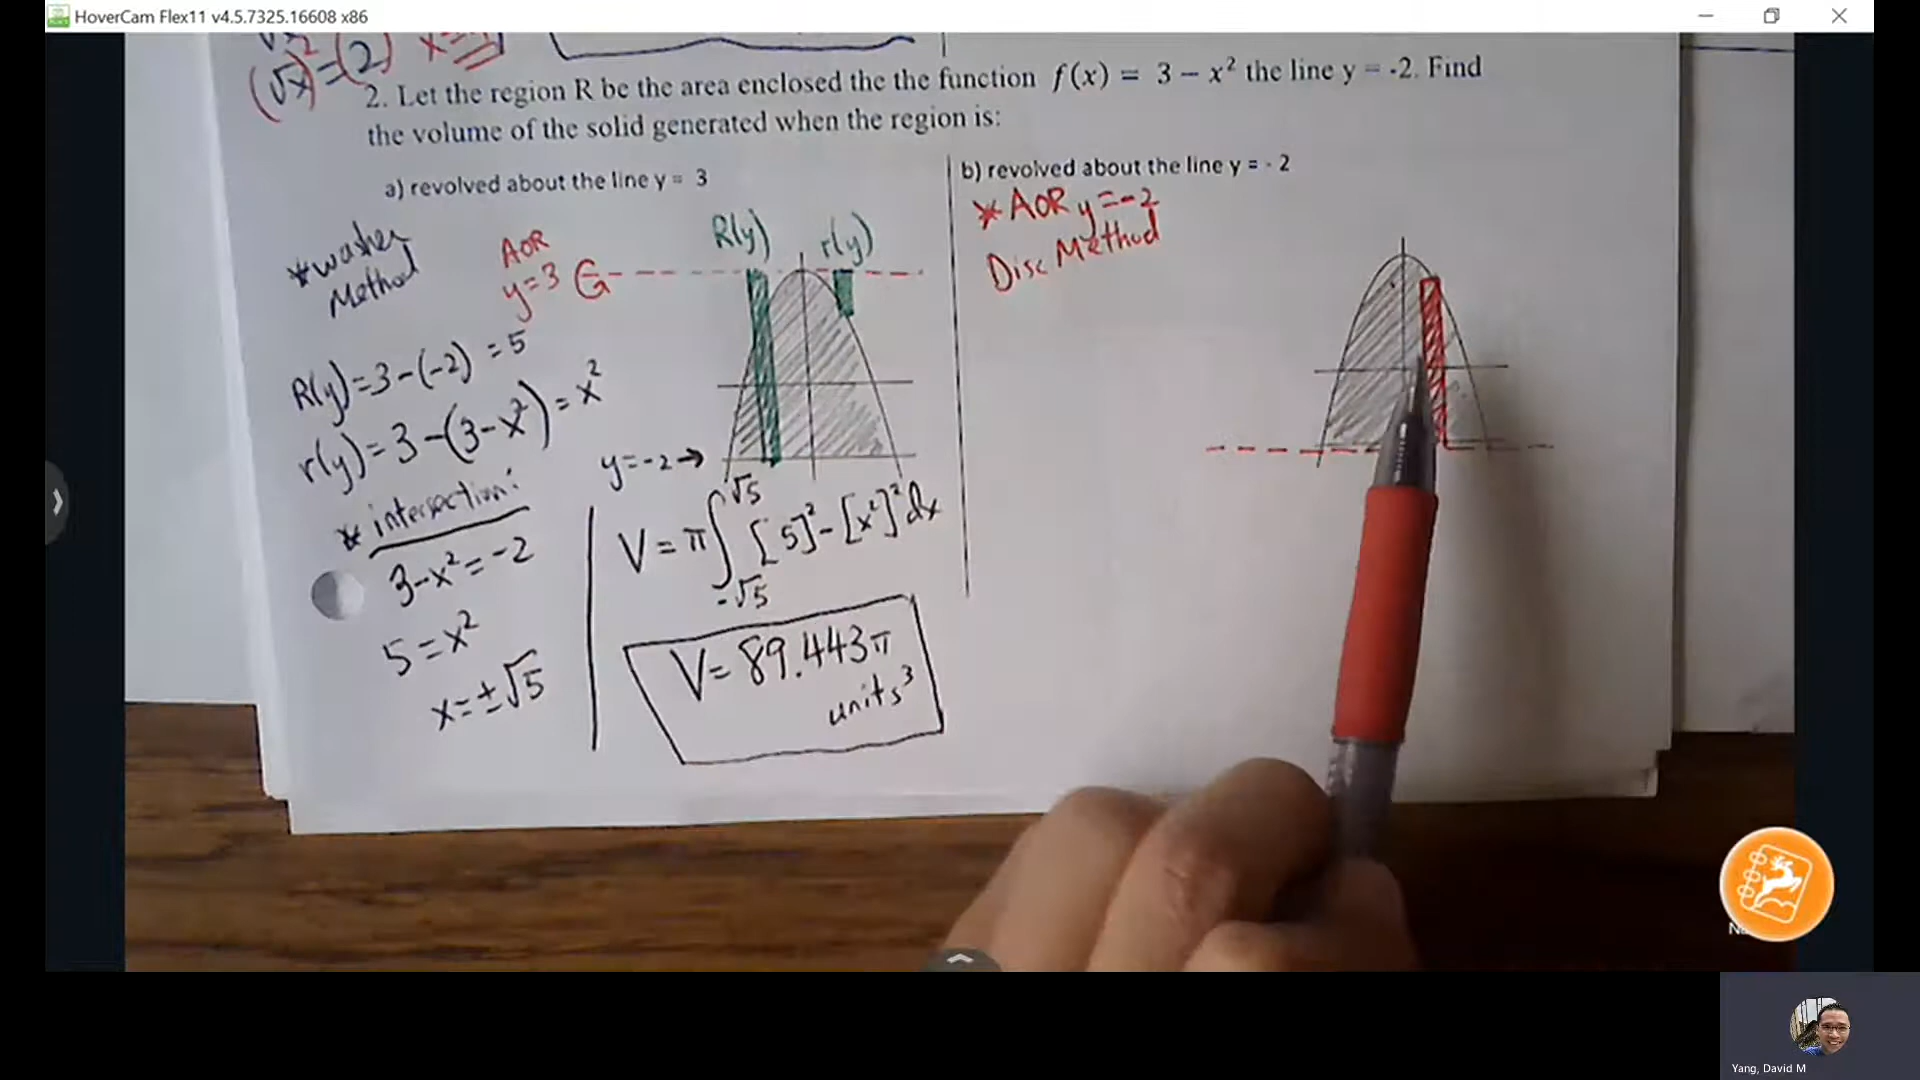 HoverCam Flex11 v4.5.7325.16608 x86
(√x)²=(2)
2. Let the region R be the area enclosed the the function f(x) = 3 − x² the line y = -2. Find
the volume of the solid generated when the region is:
a) revolved about the line y = 3
*washer
Method
AOR
y=3
R(y)
r(y)
R(y)=3-(-2) = 5
r(y)=3-(3-x²)= x²
y=-2→
* intersection:
3-x²=-2
5=x²
x=±√5
V=π∫ [5]²-[x²]²dx
√5
-√5
V= 89.443π
units³
b) revolved about the line y = - 2
*AOR y=-2
Disc Method
Yang, David M